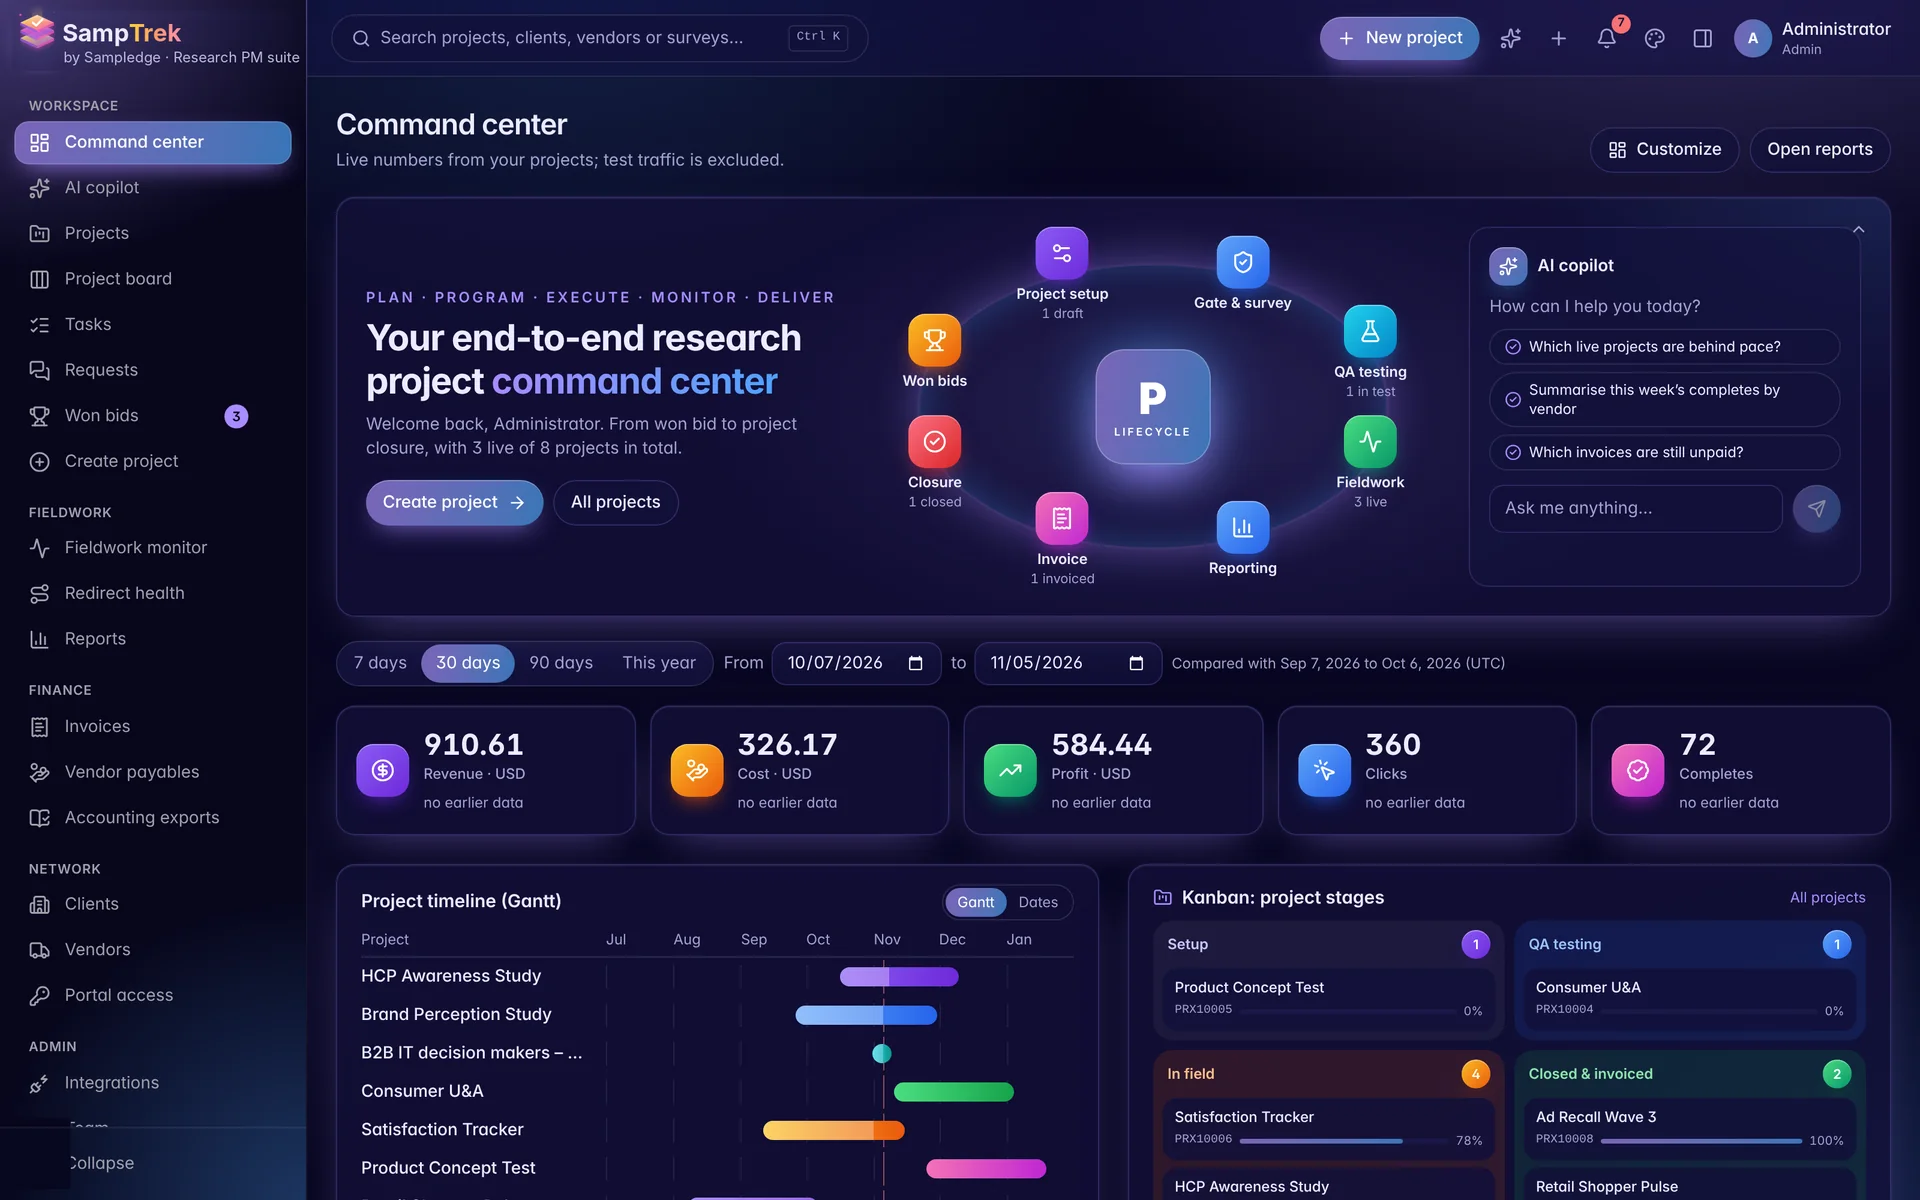 SampTrek
by Sampledge · Research PM suite
Search projects, clients, vendors or surveys...
Ctrl K
New project
7
A
Administrator
Admin
WORKSPACE
Command center
AI copilot
Projects
Project board
Tasks
Requests
Won bids
3
Create project
FIELDWORK
Fieldwork monitor
Redirect health
Reports
FINANCE
Invoices
Vendor payables
Accounting exports
NETWORK
Clients
Vendors
Portal access
ADMIN
Integrations
Team
Collapse
Command center
Live numbers from your projects; test traffic is excluded.
Customize
Open reports
PLAN · PROGRAM · EXECUTE · MONITOR · DELIVER
Your end-to-end research
project command center
Welcome back, Administrator. From won bid to project
closure, with 3 live of 8 projects in total.
Create project
All projects
Project setup
1 draft
Gate & survey
Won bids
QA testing
1 in test
P
LIFECYCLE
Closure
1 closed
Fieldwork
3 live
Invoice
1 invoiced
Reporting
AI copilot
How can I help you today?
Which live projects are behind pace?
Summarise this week's completes by
vendor
Which invoices are still unpaid?
Ask me anything...
7 days
30 days
90 days
This year
From
10/07/2026
to
11/05/2026
Compared with Sep 7, 2026 to Oct 6, 2026 (UTC)
910.61
Revenue · USD
no earlier data
326.17
Cost · USD
no earlier data
584.44
Profit · USD
no earlier data
360
Clicks
no earlier data
72
Completes
no earlier data
Project timeline (Gantt)
Gantt
Dates
Project
Jul
Aug
Sep
Oct
Nov
Dec
Jan
HCP Awareness Study
Brand Perception Study
B2B IT decision makers – ...
Consumer U&A
Satisfaction Tracker
Product Concept Test
Kanban: project stages
All projects
Setup
1
Product Concept Test
PRX10005
0%
QA testing
1
Consumer U&A
PRX10004
0%
In field
4
Satisfaction Tracker
PRX10006
78%
HCP Awareness Study
Closed & invoiced
2
Ad Recall Wave 3
PRX10008
100%
Retail Shopper Pulse